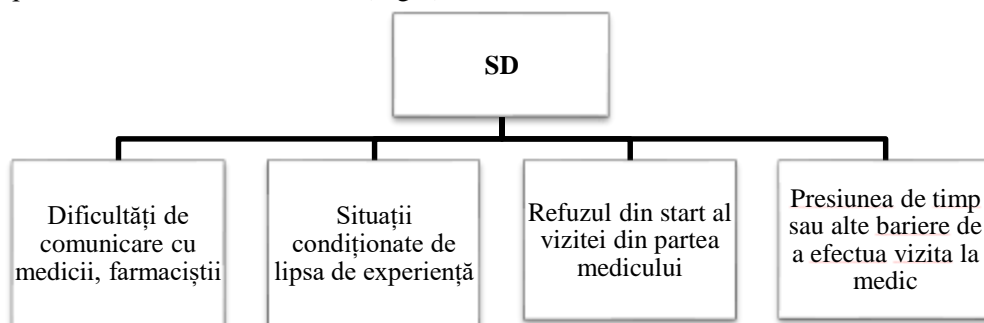 SD
Dificultăți de
comunicare cu
medicii, farmaciștii
Situații
condiționate de
lipsa de experiență
Refuzul din start al
vizitei din partea
medicului
Presiunea de timp
sau alte bariere de
a efectua vizita la
medic